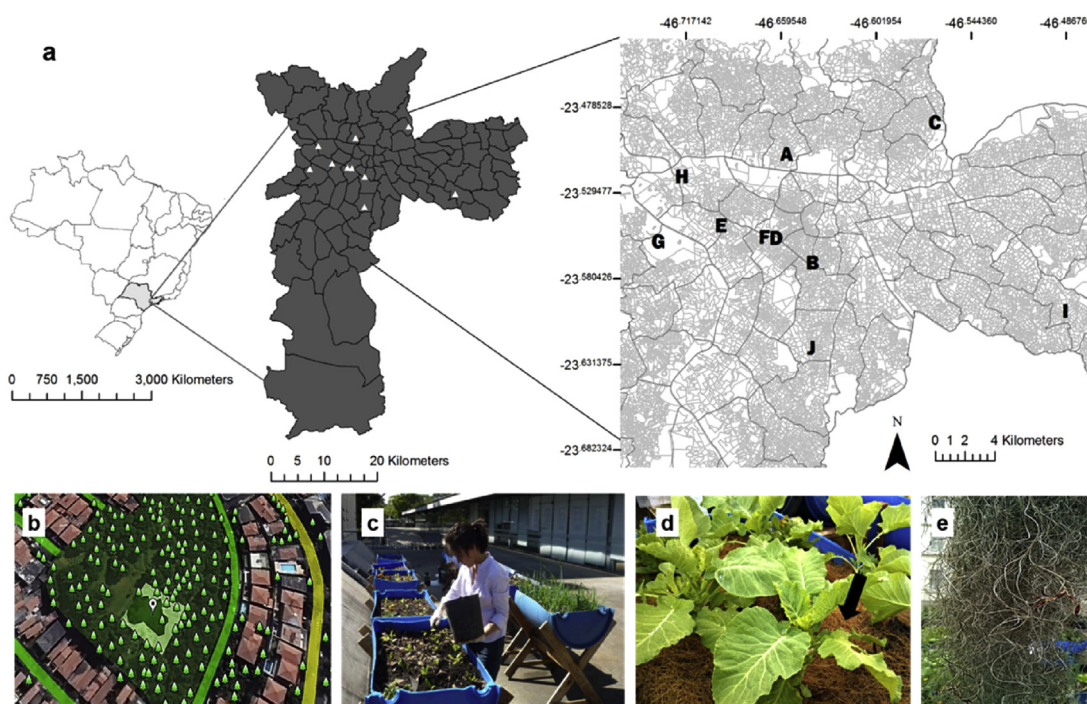 a
-46.717142 -46.659548 -46.601954 -46.544360 -46.48676
-23.478528
-23.529477
-23.580426
-23.631375
-23.682324
C
A
H
E
G
FD
B
I
J
N
0 750 1,500 3,000 Kilometers
0 5 10 20 Kilometers
0 1 2 4 Kilometers
b
c
d
e